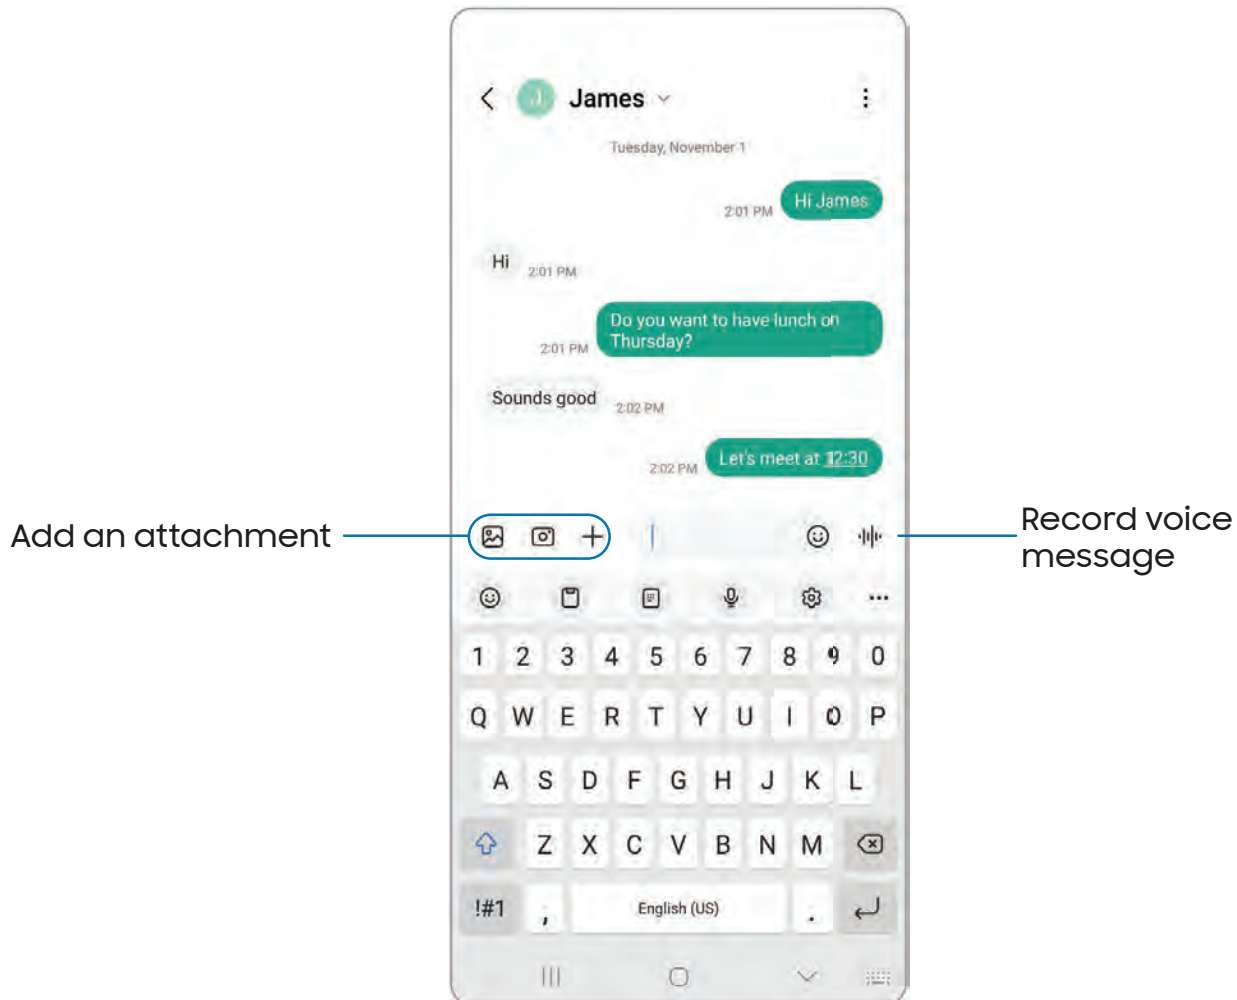 J James
Tuesday, November 1
2:01 PM Hi James
Hi 2:01 PM
Do you want to have lunch on
2:01 PM Thursday?
Sounds good 2:02 PM
2:02 PM Let's meet at 12:30
Add an attachment
Record voice
message
1 2 3 4 5 6 7 8 9 0
Q W E R T Y U I O P
A S D F G H J K L
Z X C V B N M
!#1 , English (US) .